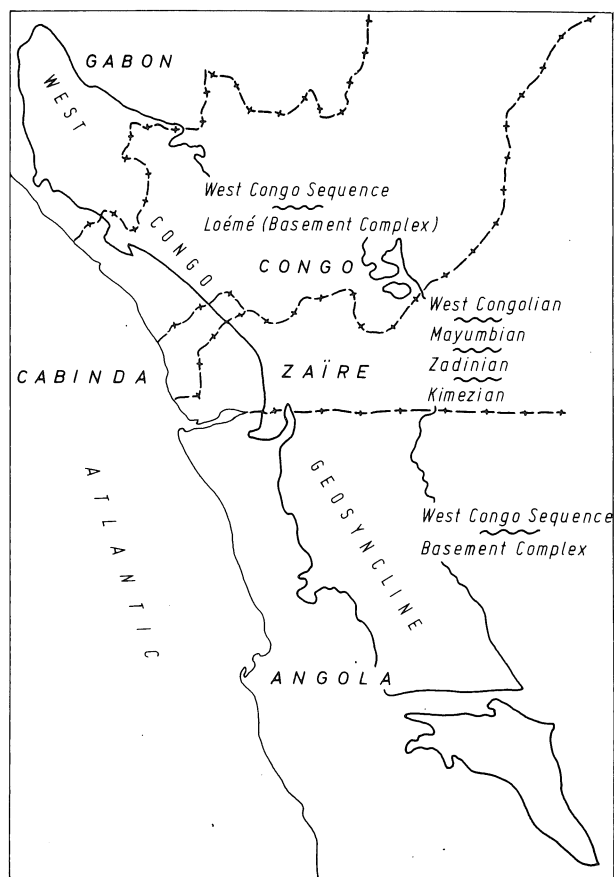 GABON
WEST
CONGO
West Congo Sequence
Loémé (Basement Complex)
CONGO
West Congolian
Mayumbian
Zadinian
Kimezian
CABINDA
ZAÏRE
ATLANTIC
GEOSYNCLINE
West Congo Sequence
Basement Complex
ANGOLA